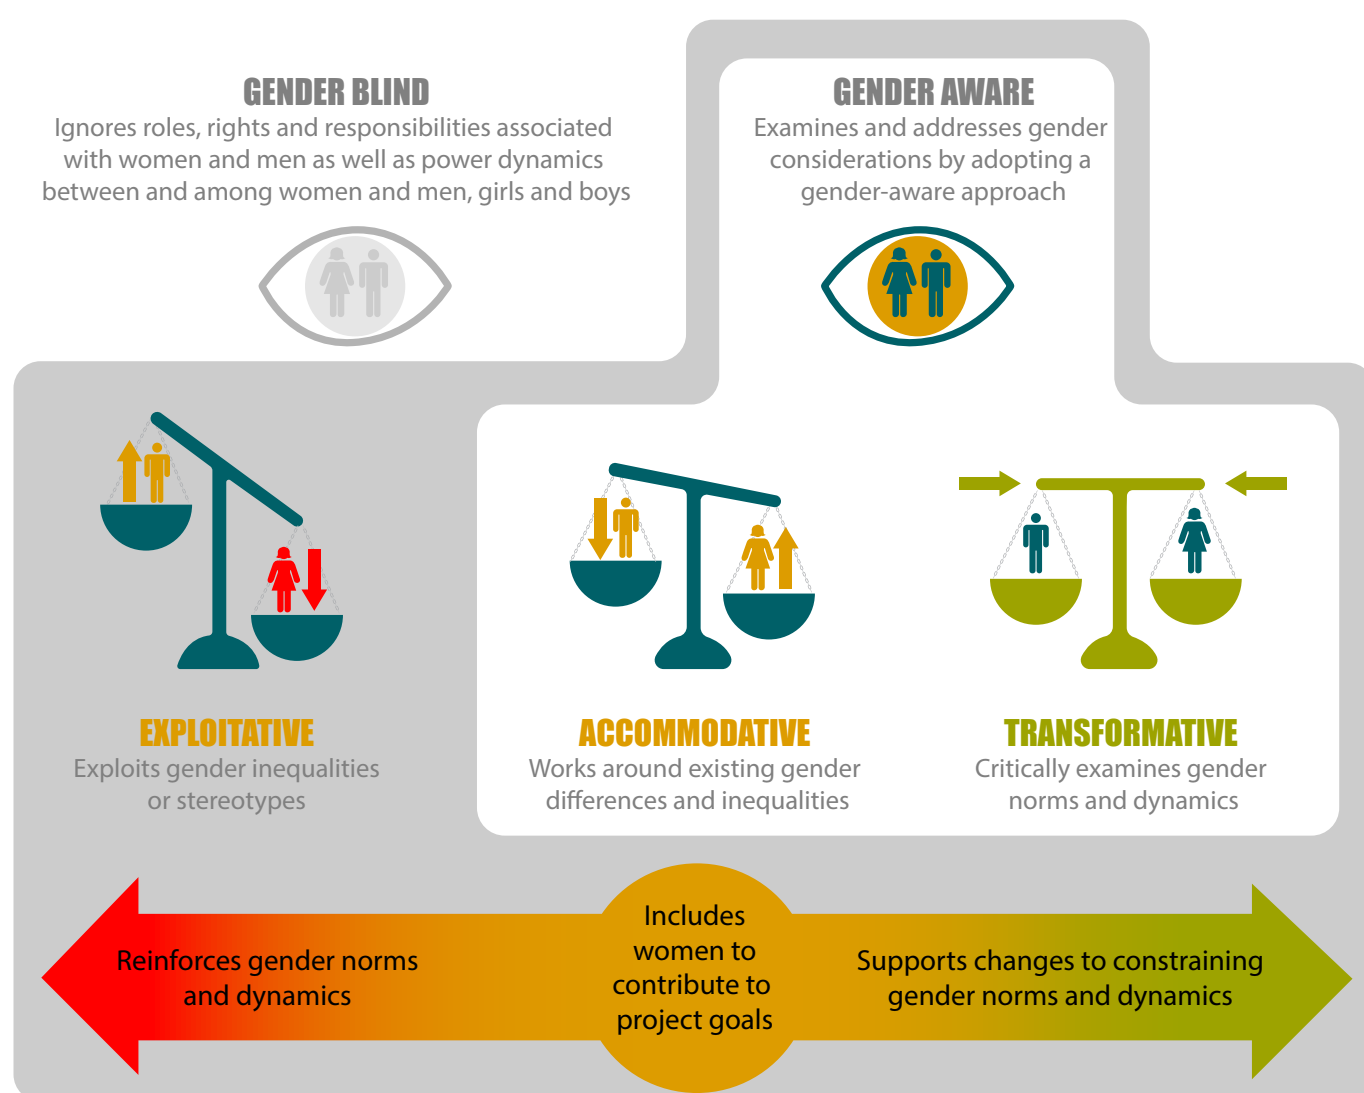 GENDER BLIND
Ignores roles, rights and responsibilities associated
with women and men as well as power dynamics
between and among women and men, girls and boys
GENDER AWARE
Examines and addresses gender
considerations by adopting a
gender-aware approach
EXPLOITATIVE
Exploits gender inequalities
or stereotypes
ACCOMMODATIVE
Works around existing gender
differences and inequalities
TRANSFORMATIVE
Critically examines gender
norms and dynamics
Reinforces gender norms
and dynamics
Includes
women to
contribute to
project goals
Supports changes to constraining
gender norms and dynamics